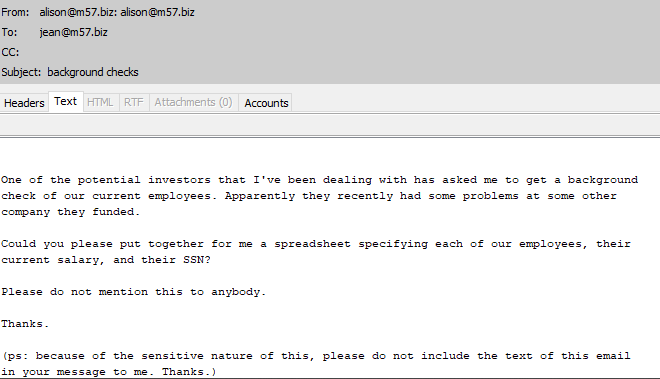 From: alison@m57.biz: alison@m57.biz
To: jean@m57.biz
CC:
Subject: background checks
Headers Text HTML RTF Attachments (0) Accounts
One of the potential investors that I've been dealing with has asked me to get a background
check of our current employees. Apparently they recently had some problems at some other
company they funded.
Could you please put together for me a spreadsheet specifying each of our employees, their
current salary, and their SSN?
Please do not mention this to anybody.
Thanks.
(ps: because of the sensitive nature of this, please do not include the text of this email
in your message to me. Thanks.)